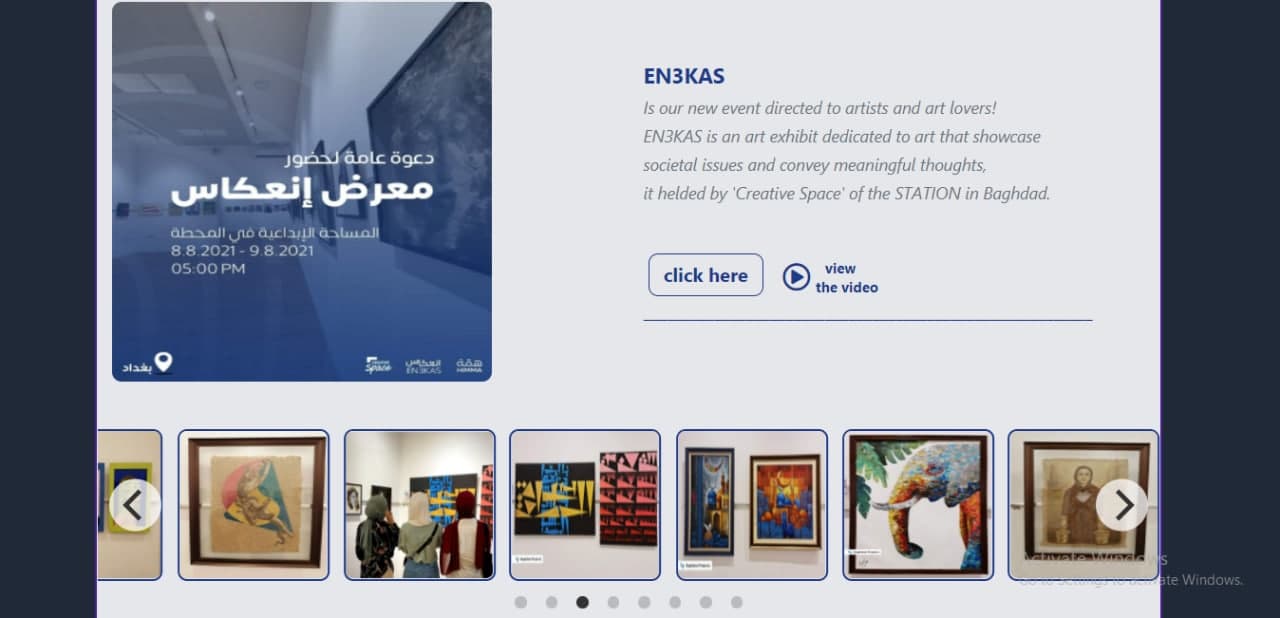 دعوة عامة لحضور
معرض إنعكاس
المساحة الإبداعية في المحطة
8.8.2021 - 9.8.2021
05:00 PM
بغداد
Space
إنعكاس
EN3KAS
همّة
HIMMA
EN3KAS
Is our new event directed to artists and art lovers!
EN3KAS is an art exhibit dedicated to art that showcase
societal issues and convey meaningful thoughts,
it helded by 'Creative Space' of the STATION in Baghdad.
click here
view
the video
Activate Windows
Go to Settings to activate Windows.